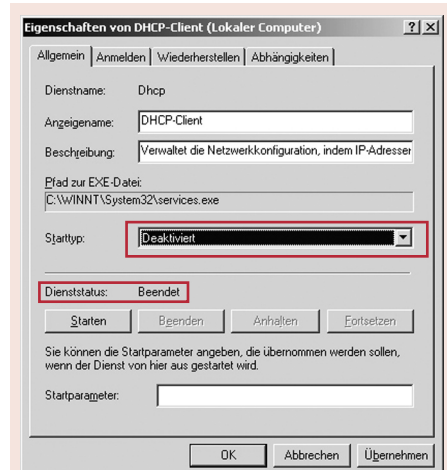 Eigenschaften von DHCP-Client (Lokaler Computer)
Allgemein Anmelden Wiederherstellen Abhängigkeiten
Dienstname: Dhcp
Anzeigename: DHCP-Client
Beschreibung: Verwaltet die Netzwerkkonfiguration, indem IP-Adresser
Pfad zur EXE-Datei:
C:\WINNT\System32\services.exe
Starttyp: Deaktiviert
Dienststatus: Beendet
Starten Beenden Anhalten Fortsetzen
Sie können die Startparameter angeben, die übernommen werden sollen,
wenn der Dienst von hier aus gestartet wird.
Startparameter:
OK Abbrechen Übernehmen